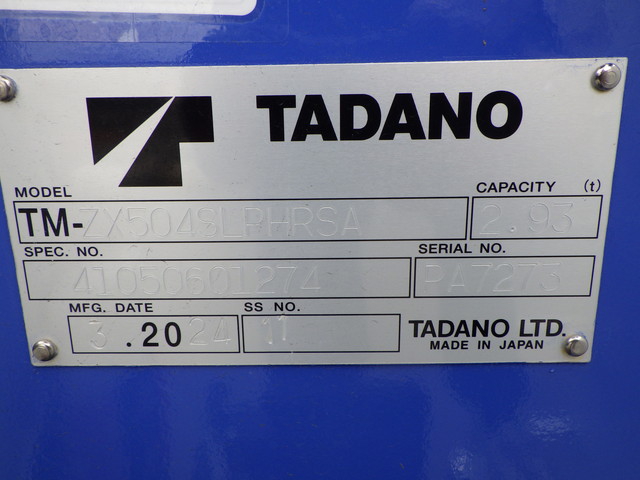 TADANO
MODEL
CAPACITY (t)
TM-ZX504SLRHRSA
2.93
SPEC. NO.
SERIAL NO.
41050601274
PA7273
MFG. DATE
SS NO.
3 .2024
11
TADANO LTD.
MADE IN JAPAN